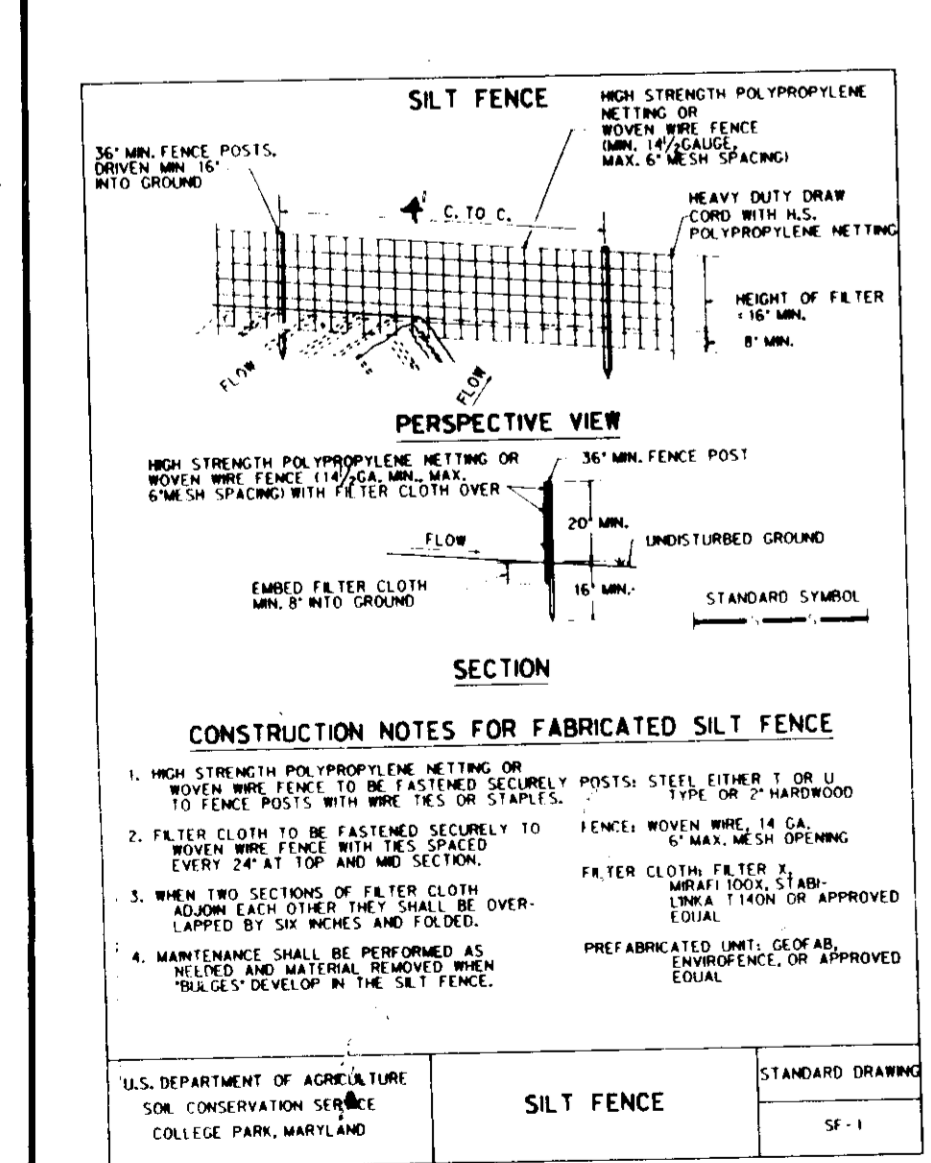 SILT FENCE
HIGH STRENGTH POLYPROPYLENE
NETTING OR
WOVEN WIRE FENCE
(MIN. 14 1/2 GAUGE,
MAX. 6" MESH SPACING)
36" MIN. FENCE POSTS,
DRIVEN MIN 16"
INTO GROUND
4' C. TO C.
HEAVY DUTY DRAW
CORD WITH H.S.
POLYPROPYLENE NETTING
HEIGHT OF FILTER
= 16" MIN.
8" MIN.
FLOW
FLOW
PERSPECTIVE VIEW
HIGH STRENGTH POLYPROPYLENE NETTING OR
WOVEN WIRE FENCE (14 1/2 GA. MIN., MAX.
6" MESH SPACING) WITH FILTER CLOTH OVER
36" MIN. FENCE POST
20" MIN.
FLOW
UNDISTURBED GROUND
EMBED FILTER CLOTH
MIN. 8" INTO GROUND
16" MIN.
STANDARD SYMBOL
SECTION
CONSTRUCTION NOTES FOR FABRICATED SILT FENCE
1. HIGH STRENGTH POLYPROPYLENE NETTING OR
WOVEN WIRE FENCE TO BE FASTENED SECURELY
TO FENCE POSTS WITH WIRE TIES OR STAPLES.
2. FILTER CLOTH TO BE FASTENED SECURELY TO
WOVEN WIRE FENCE WITH TIES SPACED
EVERY 24" AT TOP AND MID SECTION.
3. WHEN TWO SECTIONS OF FILTER CLOTH
ADJOIN EACH OTHER THEY SHALL BE OVER-
LAPPED BY SIX INCHES AND FOLDED.
4. MAINTENANCE SHALL BE PERFORMED AS
NEEDED AND MATERIAL REMOVED WHEN
"BULGES" DEVELOP IN THE SILT FENCE.
POSTS: STEEL EITHER T OR U
TYPE OR 2" HARDWOOD
FENCE: WOVEN WIRE, 14 GA.
6" MAX. MESH OPENING
FILTER CLOTH: FILTER X,
MIRAFI 100X, STABI-
LINKA T140N OR APPROVED
EQUAL
PREFABRICATED UNIT: GEOFAB,
ENVIROFENCE, OR APPROVED
EQUAL
U.S. DEPARTMENT OF AGRICULTURE
SOIL CONSERVATION SERVICE
COLLEGE PARK, MARYLAND
SILT FENCE
STANDARD DRAWING
SF-1